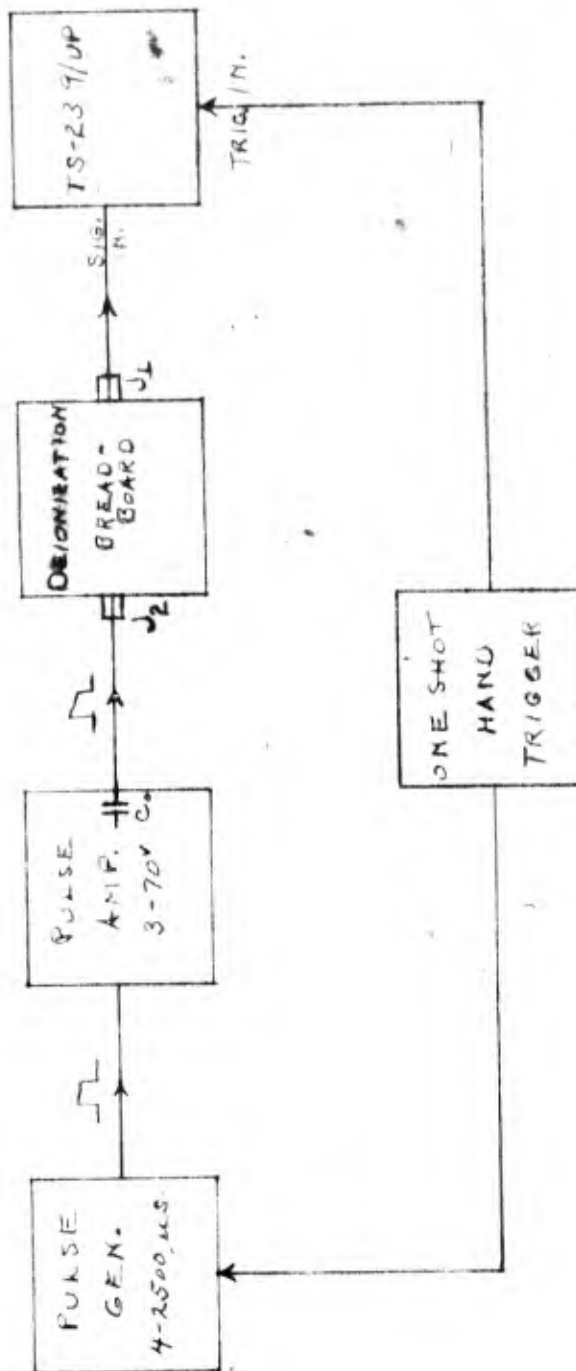 PULSE
GEN.
4-2500 µs.
PULSE
AMP.
3-70V
C.
J2
DEIONIZATION
BREAD-
BOARD
J1
SIG.
IN.
TS-239/UP
TRIG. IN.
ONE SHOT
HAND
TRIGGER